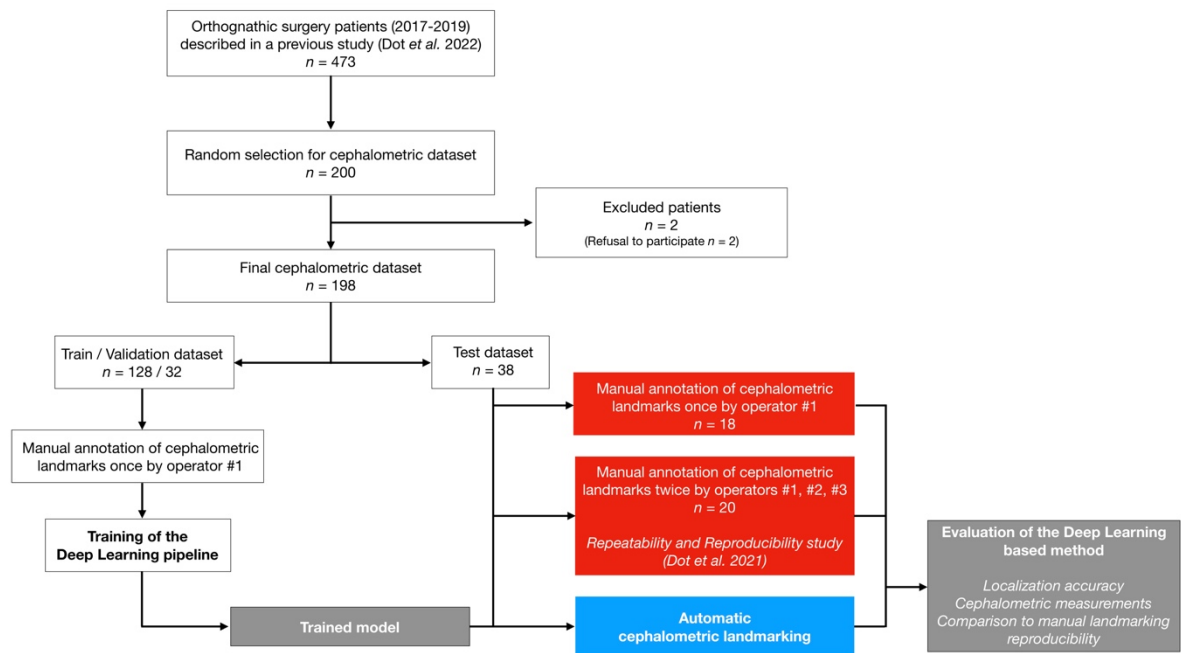 Orthognathic surgery patients (2017-2019)
described in a previous study (Dot et al. 2022)
n = 473
Random selection for cephalometric dataset
n = 200
Excluded patients
n = 2
(Refusal to participate n = 2)
Final cephalometric dataset
n = 198
Train / Validation dataset
n = 128 / 32
Test dataset
n = 38
Manual annotation of cephalometric
landmarks once by operator #1
Training of the
Deep Learning pipeline
Trained model
Manual annotation of cephalometric
landmarks once by operator #1
n = 18
Manual annotation of cephalometric
landmarks twice by operators #1, #2, #3
n = 20
Repeatability and Reproducibility study
(Dot et al. 2021)
Automatic
cephalometric landmarking
Evaluation of the Deep Learning
based method
Localization accuracy
Cephalometric measurements
Comparison to manual landmarking
reproducibility